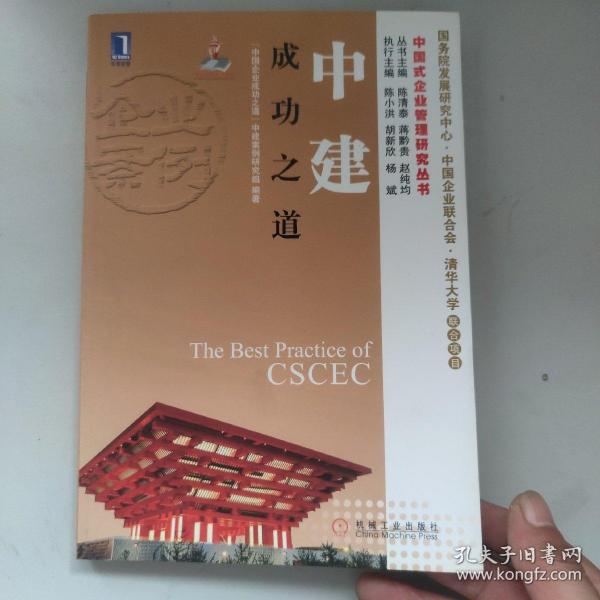 国务院发展研究中心·中国企业联合会·清华大学 联合项目
中国式企业管理研究丛书
丛书主编 陈清泰 蒋黔贵 赵纯均
执行主编 陈小洪 胡新欣 杨斌
中建
成功之道
“中国企业成功之道”中建案例研究组 编著
企业
案例
The Best Practice of
CSCEC
机械工业出版社
China Machine Press
孔夫子旧书网
www.kongfz.com